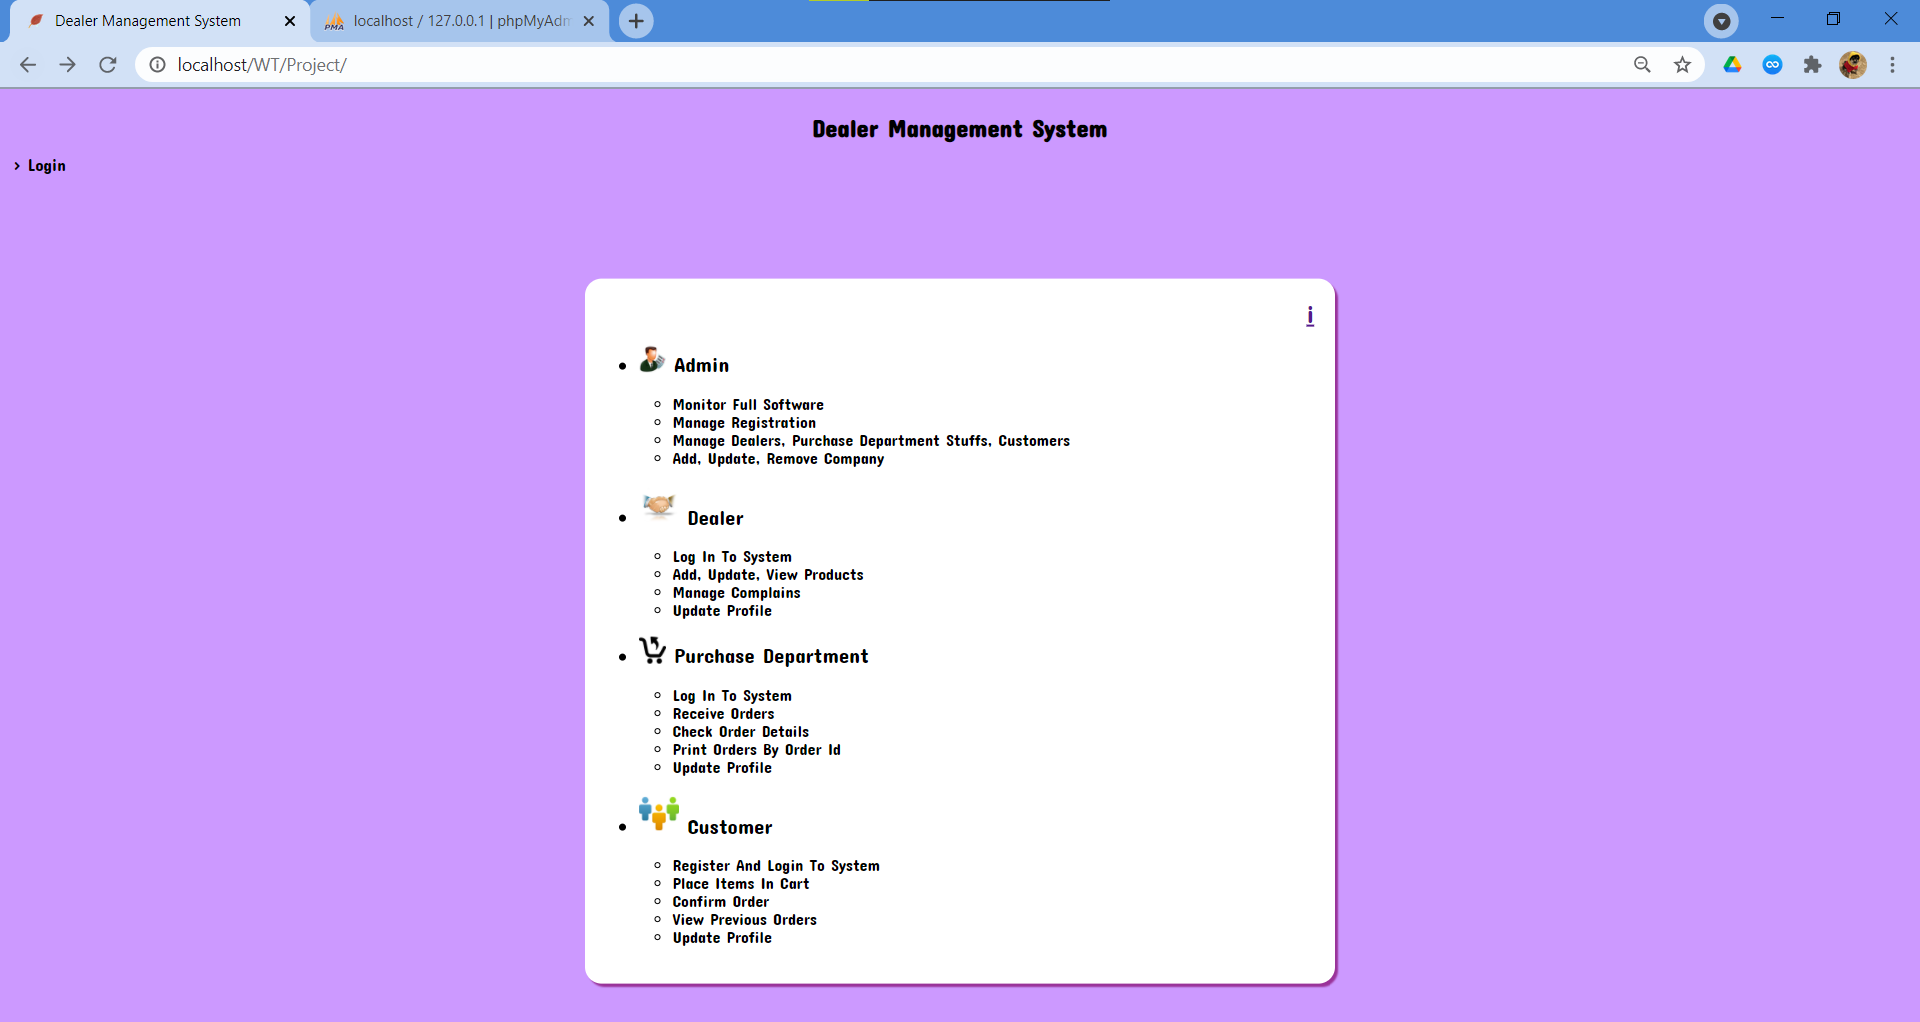 Dealer Management System
PMA localhost / 127.0.0.1 | phpMyAdm
localhost/WT/Project/
Dealer Management System
› Login
i
Admin
Monitor Full Software
Manage Registration
Manage Dealers, Purchase Department Stuffs, Customers
Add, Update, Remove Company
Dealer
Log In To System
Add, Update, View Products
Manage Complains
Update Profile
Purchase Department
Log In To System
Receive Orders
Check Order Details
Print Orders By Order Id
Update Profile
Customer
Register And Login To System
Place Items In Cart
Confirm Order
View Previous Orders
Update Profile